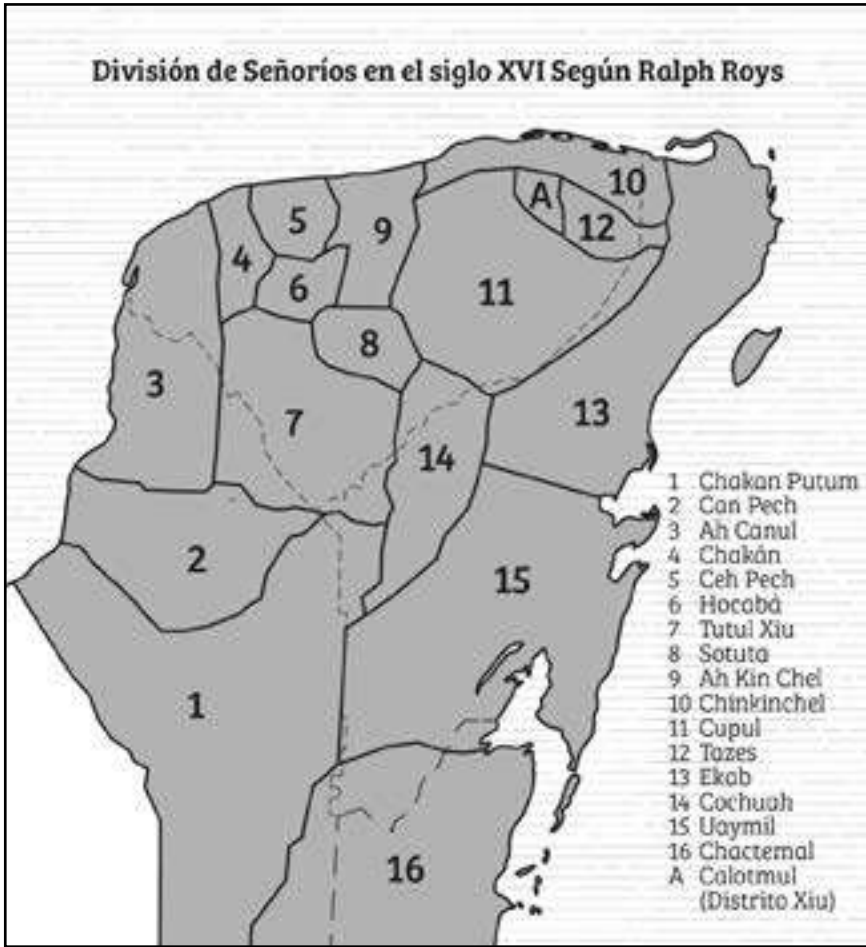 División de Señoríos en el siglo XVI Según Ralph Roys
10
A
5
9
12
4
6
11
8
3
13
7
14
2
15
1
16
1 Chakan Putum
2 Can Pech
3 Ah Canul
4 Chakán
5 Ceh Pech
6 Hocabá
7 Tutul Xiu
8 Sotuta
9 Ah Kin Chel
10 Chinkinchel
11 Cupul
12 Tazes
13 Ekab
14 Cochuah
15 Uaymil
16 Chactemal
A Calotmul
(Distrito Xiu)